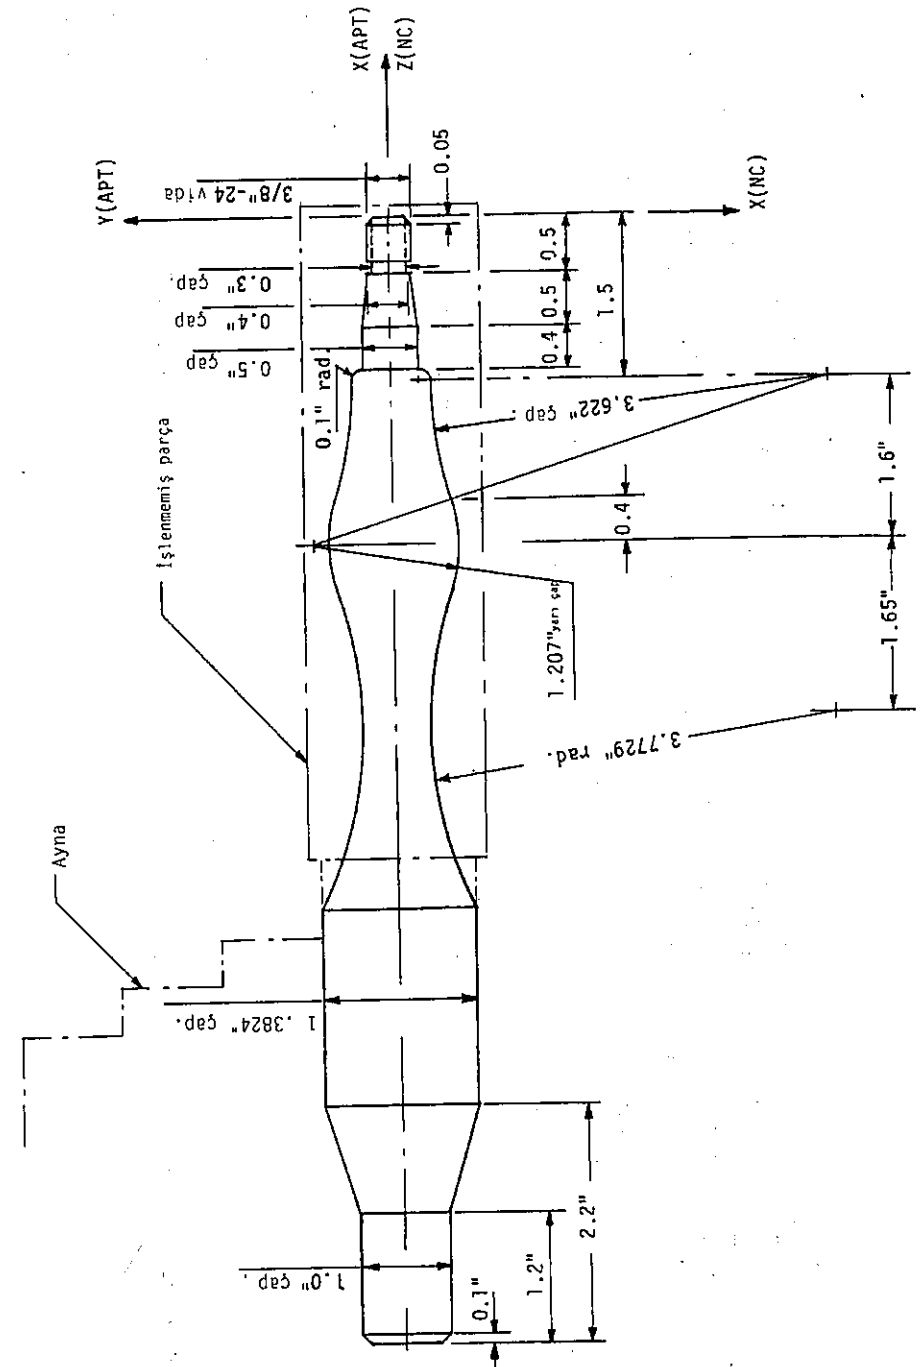 X(APT)
Z(NC)
Y(APT)
X(NC)
3/8"-24 vida
0.05
0.3" çap.
0.4" çap
0.5" çap
0.1" rad.
0.5
0.5
0.4
1.5
3.622" çap.
İşlenmemiş parça
0.4
1.6"
1.207" yarı çap
1.65"
3.7729" rad.
Ayna
1.3824" çap.
1.0" çap.
0.1"
1.2"
2.2"